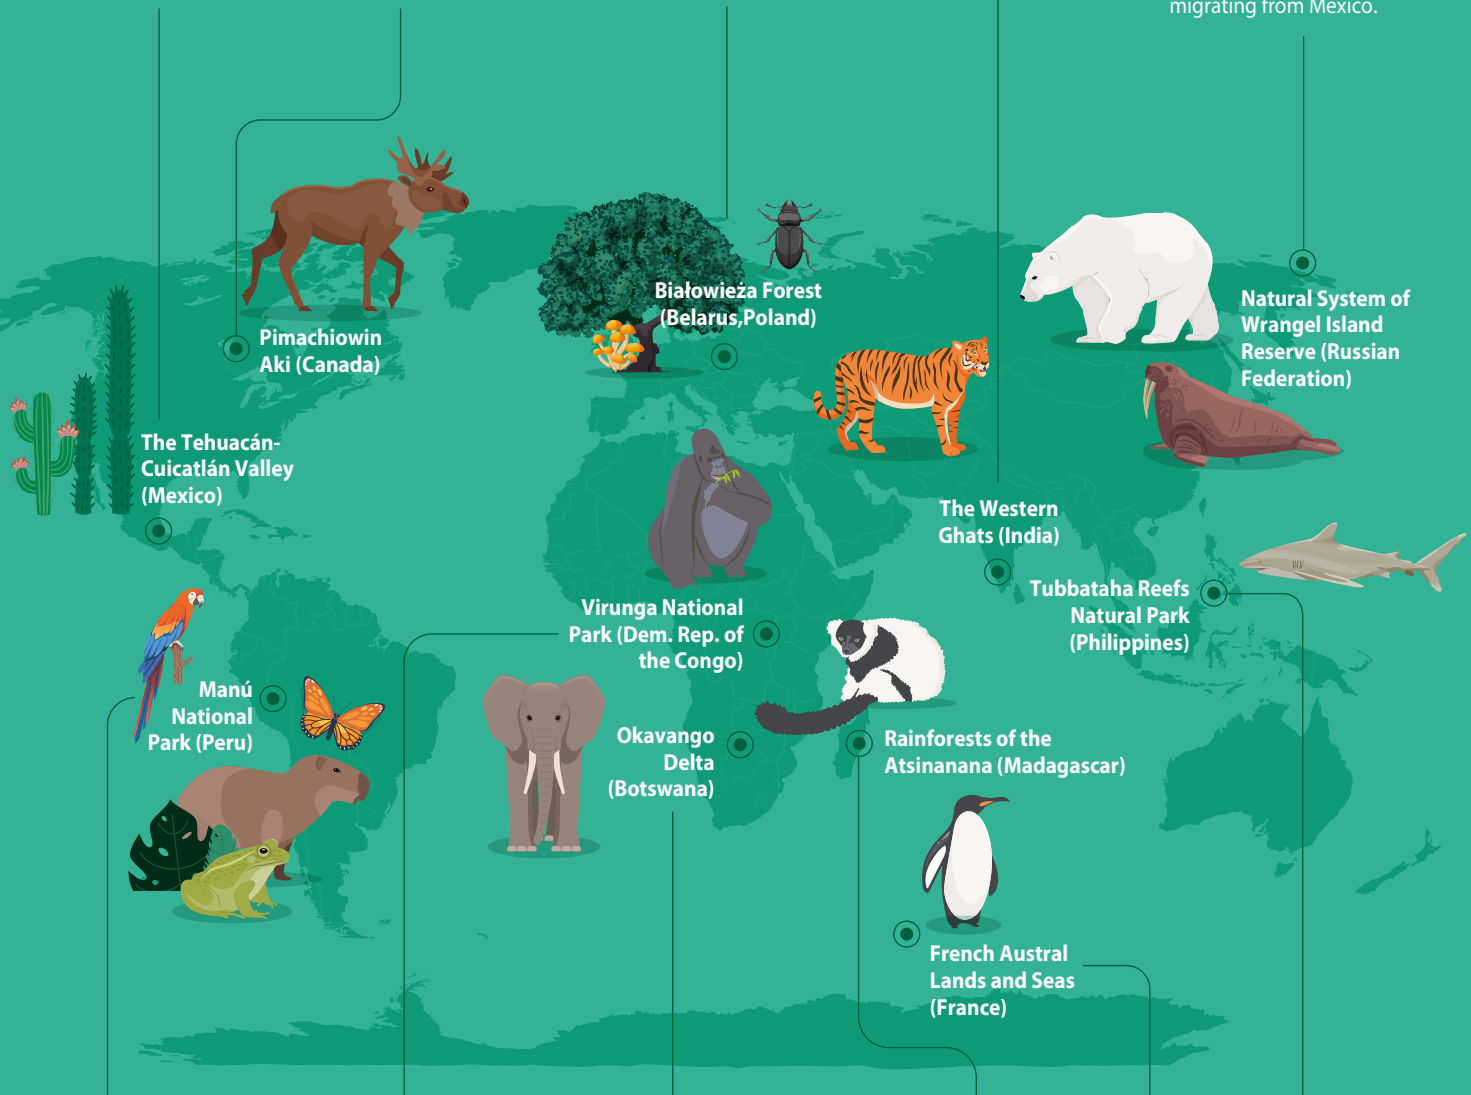 migrating from Mexico.
Białowieża Forest
(Belarus,Poland)
Natural System of
Wrangel Island
Reserve (Russian
Federation)
Pimachiowin
Aki (Canada)
The Tehuacán-
Cuicatlán Valley
(Mexico)
The Western
Ghats (India)
Tubbataha Reefs
Natural Park
(Philippines)
Virunga National
Park (Dem. Rep. of
the Congo)
Manú
National
Park (Peru)
Okavango
Delta
(Botswana)
Rainforests of the
Atsinanana (Madagascar)
French Austral
Lands and Seas
(France)